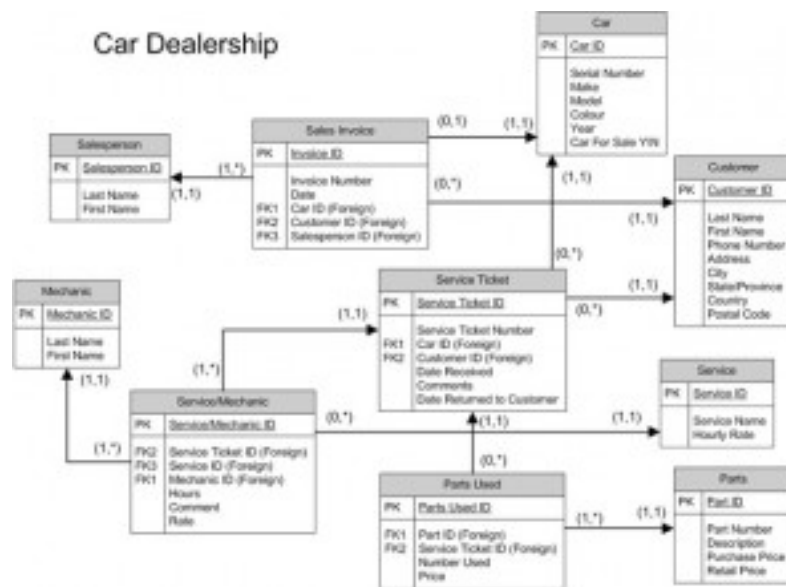 Car Dealership
Car
PK Car ID
Serial Number
Make
Model
Colour
Year
Car For Sale Y/N
(0,1)
(1,1)
Salesperson
PK Salesperson ID
Last Name
First Name
(1,*)
(1,1)
Sales Invoice
PK Invoice ID
Invoice Number
Date
FK1 Car ID (Foreign)
FK2 Customer ID (Foreign)
FK3 Salesperson ID (Foreign)
(0,*)
(1,1)
(1,1)
(0,*)
Customer
PK Customer ID
Last Name
First Name
Phone Number
Address
City
State/Province
Country
Postal Code
Mechanic
PK Mechanic ID
Last Name
First Name
(1,1)
(1,*)
Service Ticket
PK Service Ticket ID
Service Ticket Number
FK1 Car ID (Foreign)
FK2 Customer ID (Foreign)
Date Received
Comments
Date Returned to Customer
(1,1)
(0,*)
(1,1)
(1,*)
Service/Mechanic
PK Service/Mechanic ID
FK2 Service Ticket ID (Foreign)
FK3 Service ID (Foreign)
FK1 Mechanic ID (Foreign)
Hours
Comment
Rate
(0,*)
(1,1)
Service
PK Service ID
Service Name
Hourly Rate
(1,1)
(0,*)
Parts Used
PK Parts Used ID
FK1 Part ID (Foreign)
FK2 Service Ticket ID (Foreign)
Number Used
Price
(1,*)
(1,1)
Parts
PK Part ID
Part Number
Description
Purchase Price
Retail Price